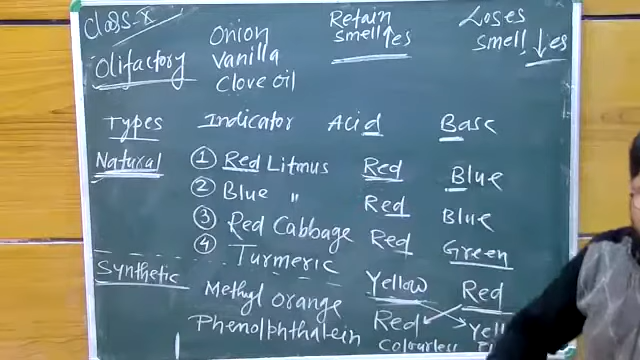 Class-X
Olifactory Onion Retain Loses
Vanilla smell ↑es smell ↓es
Clove oil
Types Indicator Acid Base
Natural ① Red Litmus Red Blue
② Blue " Red Blue
③ Red Cabbage Red Green
④ Turmeric Yellow Red
Synthetic Methyl orange Red
Phenolphthalein Colourless